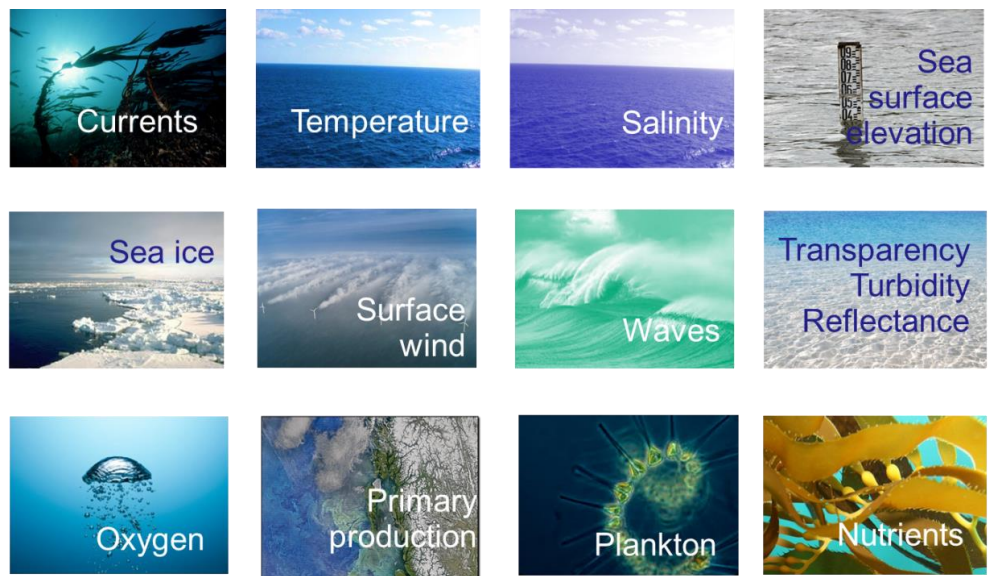 Currents
Temperature
Salinity
Sea
surface
elevation
Sea ice
Surface
wind
Waves
Transparency
Turbidity
Reflectance
Oxygen
Primary
production
Plankton
Nutrients